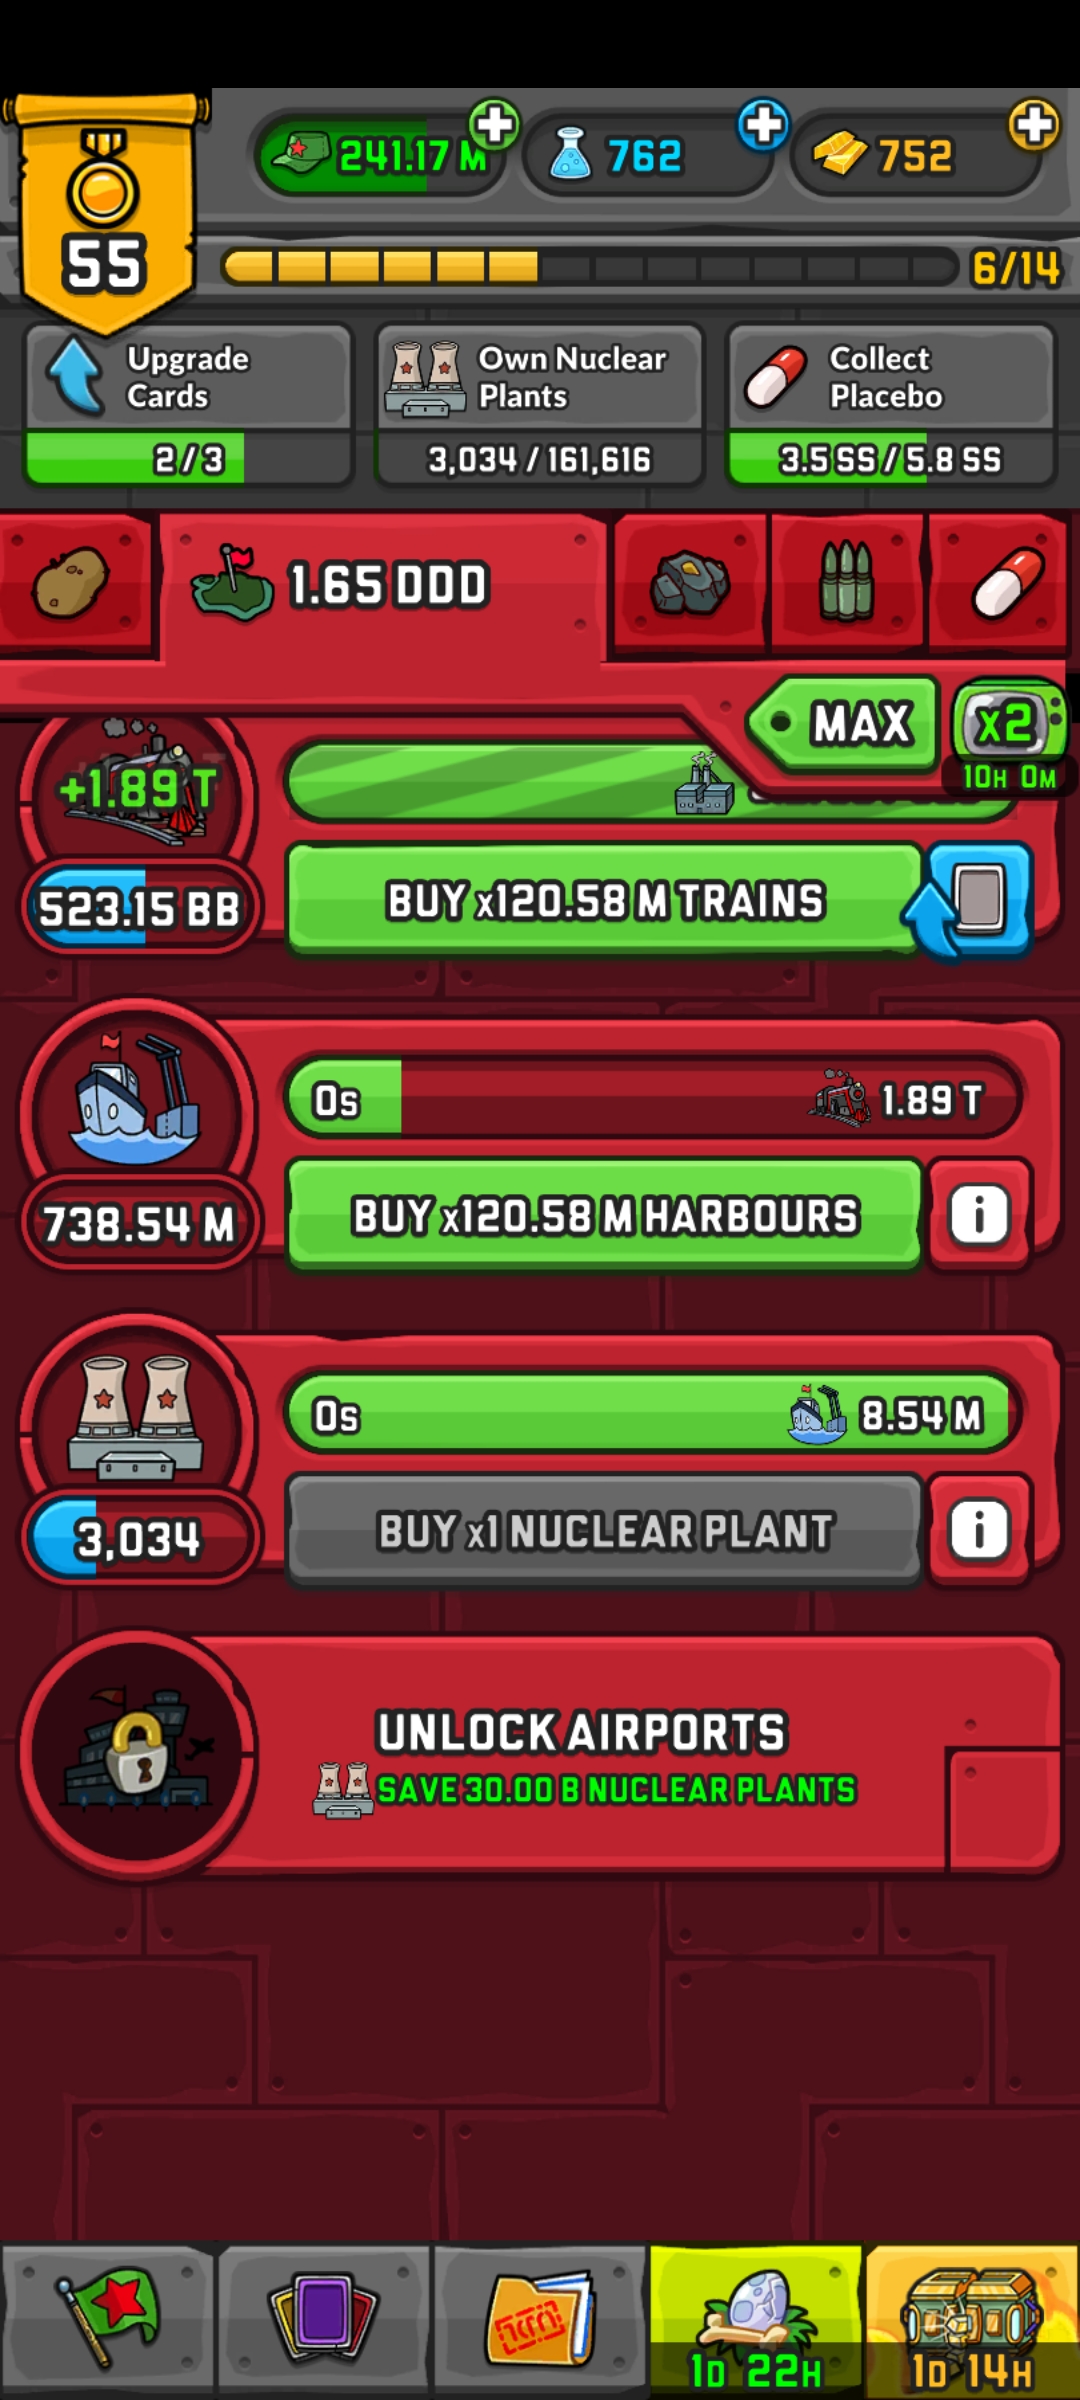 55
241.17 M
762
752
6/14
Upgrade
Cards
2/3
Own Nuclear
Plants
3,034/161,616
Collect
Placebo
3.5 SS/5.8 SS
1.65 DDD
MAX
x2
10H 0M
+1.89 T
523.15 BB
BUY x120.58 M TRAINS
0s
1.89 T
738.54 M
BUY x120.58 M HARBOURS
i
0s
8.54 M
3,034
BUY x1 NUCLEAR PLANT
i
UNLOCK AIRPORTS
SAVE 30.00 B NUCLEAR PLANTS
1D 22H
1D 14H